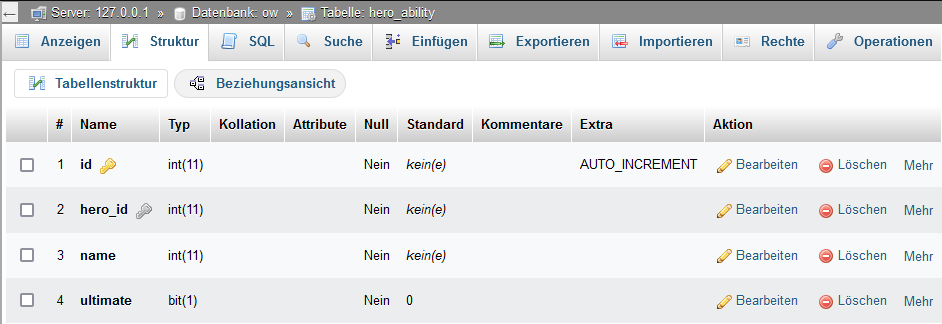 Server: 127.0.0.1 » Datenbank: ow » Tabelle: hero_ability
Anzeigen Struktur SQL Suche Einfügen Exportieren Importieren Rechte Operationen
Tabellenstruktur Beziehungsansicht
# Name Typ Kollation Attribute Null Standard Kommentare Extra Aktion
1 id int(11) Nein kein(e) AUTO_INCREMENT Bearbeiten Löschen Mehr
2 hero_id int(11) Nein kein(e) Bearbeiten Löschen Mehr
3 name int(11) Nein kein(e) Bearbeiten Löschen Mehr
4 ultimate bit(1) Nein 0 Bearbeiten Löschen Mehr